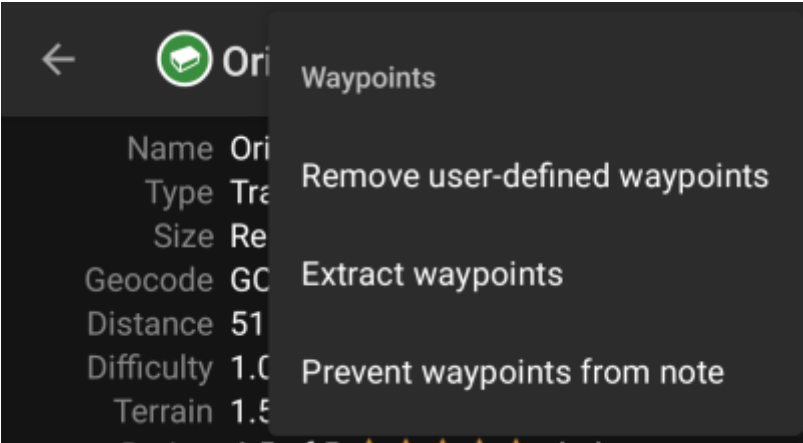 Ori
Waypoints
Name Ori
Remove user-defined waypoints
Type Tra
Size Re
Geocode GC
Extract waypoints
Distance 51
Difficulty 1.0
Prevent waypoints from note
Terrain 1.5